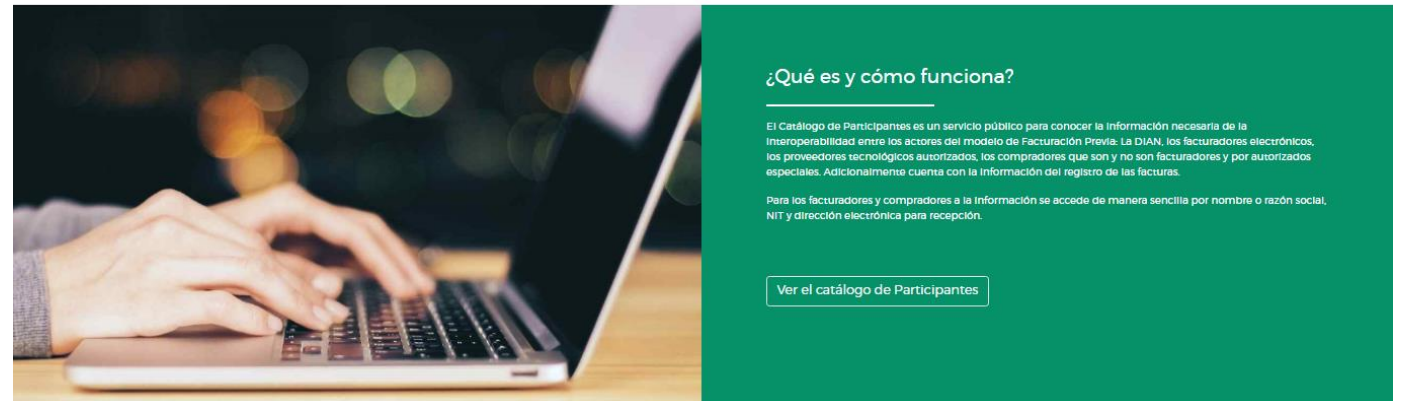 ¿Qué es y cómo funciona?
El Catálogo de Participantes es un servicio público para conocer la información necesaria de la
interoperabilidad entre los actores del modelo de Facturación Previa: La DIAN, los facturadores electrónicos,
los proveedores tecnológicos autorizados, los compradores que son y no son facturadores y por autorizados
especiales. Adicionalmente cuenta con la información del registro de las facturas.
Para los facturadores y compradores a la información se accede de manera sencilla por nombre o razón social,
NIT y dirección electrónica para recepción.
Ver el catálogo de Participantes